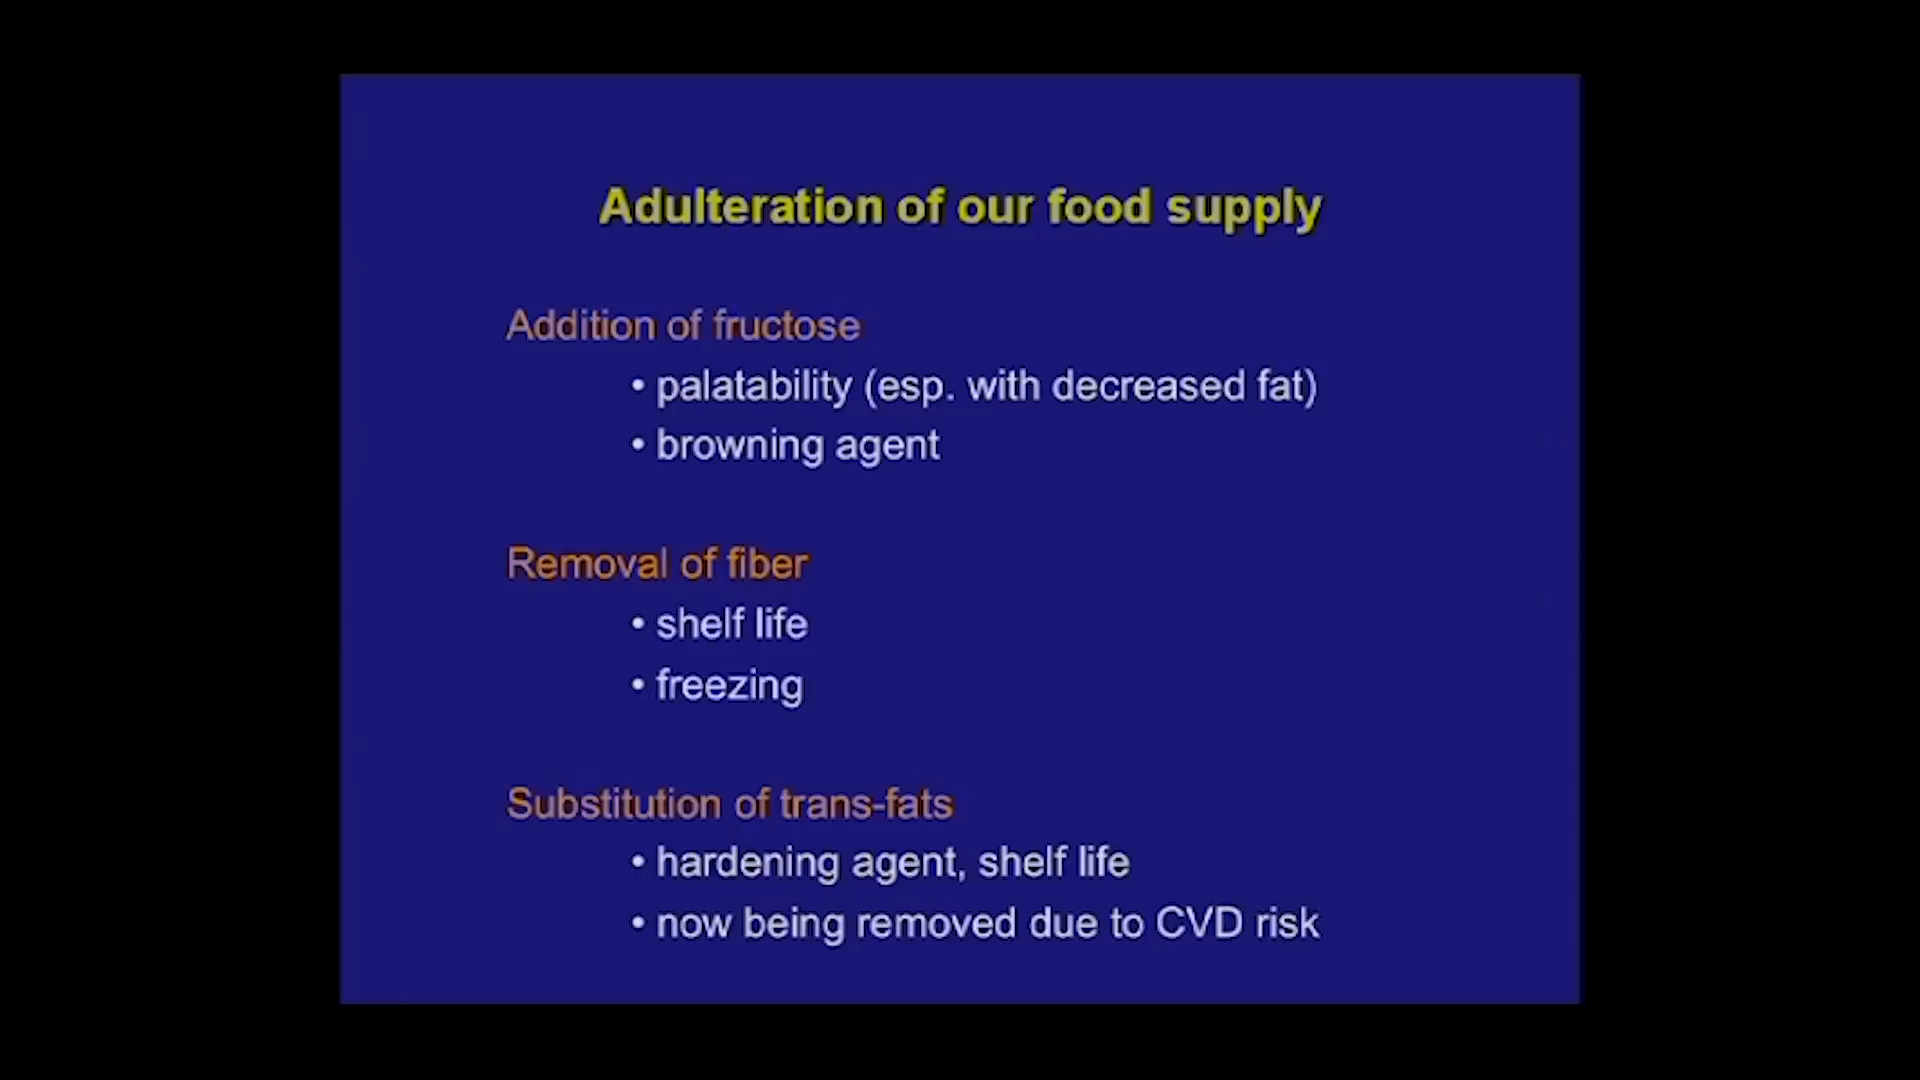 Adulteration of our food supply
Addition of fructose
• palatability (esp. with decreased fat)
• browning agent
Removal of fiber
• shelf life
• freezing
Substitution of trans-fats
• hardening agent, shelf life
• now being removed due to CVD risk